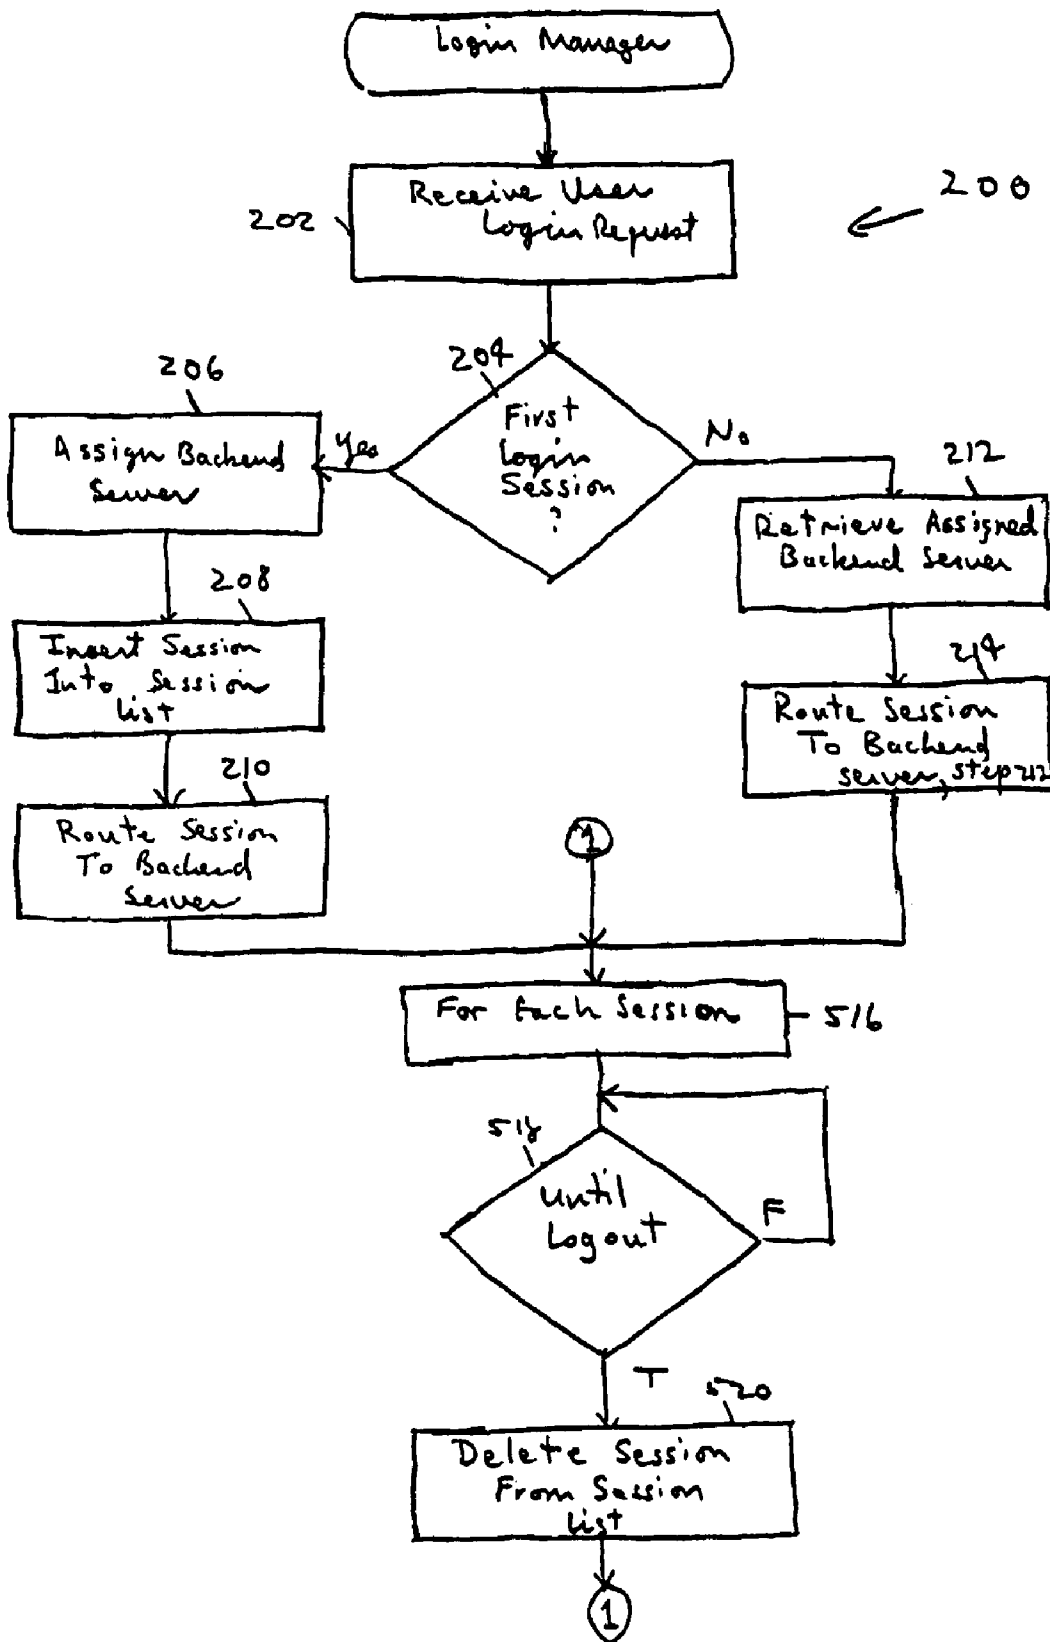 Login Manager
Receive User
Login Request
202
200
204
First
Login
Session
?
Yes
No
206
Assign Backend
Server
208
Insert Session
Into Session
List
210
Route Session
To Backend
Server
212
Retrieve Assigned
Backend Server
214
Route Session
To Backend
server, step 212
1
For Each Session
516
518
Until
Logout
F
T
520
Delete Session
From Session
List
1